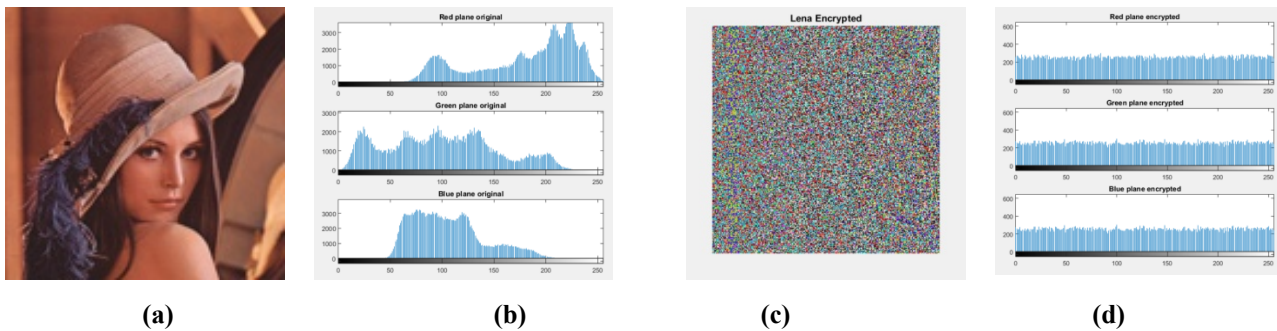 Red plane original
3000
2000
1000
0
0 50 100 150 200 250
Green plane original
3000
2000
1000
0
0 50 100 150 200 250
Blue plane original
3000
2000
1000
0
0 50 100 150 200 250
Lena Encrypted
Red plane encrypted
600
400
200
0
0 50 100 150 200 250
Green plane encrypted
600
400
200
0
0 50 100 150 200 250
Blue plane encrypted
600
400
200
0
0 50 100 150 200 250
(a) (b) (c) (d)